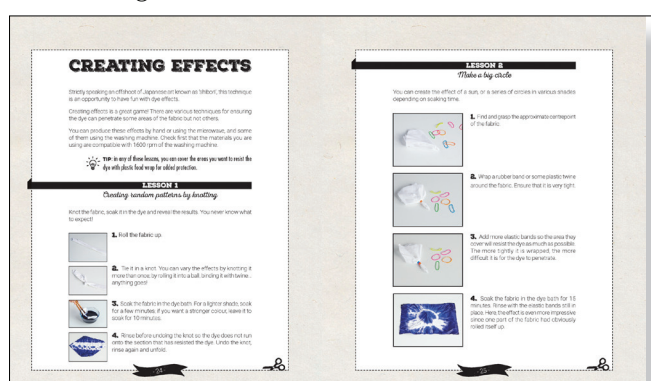 CREATING EFFECTS
Strictly speaking an offshoot of Japanese art known as 'shibori', this technique
is an opportunity to have fun with dye effects.
Creating effects is a great game! There are various techniques for ensuring
the dye can penetrate some areas of the fabric but not others.
You can produce these effects by hand or using the microwave, and some
of them using the washing machine. Check first that the materials you
are using are compatible with 1600 rpm of the washing machine.
TIP: in any of these lessons, you can cover the areas you want to resist the
dye with plastic food wrap for added protection.
LESSON 1
Creating random patterns by knotting
Knot the fabric, soak it in the dye and reveal the results. You never know what
to expect!
1. Roll the fabric up.
2. Tie it in a knot. You can vary the effects by knotting it
more than once, by rolling it into a ball, binding it with twine...
anything goes!
3. Soak the fabric in the dye bath. For a lighter shade, soak
for a few minutes, if you want a stronger colour, leave it to
soak for 10 minutes.
4. Rinse before undoing the knot so the dye does not run
onto the section that has resisted the dye. Undo the knot,
rinse again and unfold.
24
LESSON 2
Make a big circle
You can create the effect of a sun, or a series of circles in various shades
depending on soaking time.
1. Find and grasp the approximate centrepoint
of the fabric.
2. Wrap a rubber band or some plastic twine
around the fabric. Ensure that it is very tight.
3. Add more elastic bands so the area they
cover will resist the dye as much as possible.
The more tightly it is wrapped, the more
difficult it is for the dye to penetrate.
4. Soak the fabric in the dye bath for 15
minutes. Rinse with the elastic bands still in
place. Here, the effect is even more impressive
since one part of the fabric had obviously
rolled itself up.
25